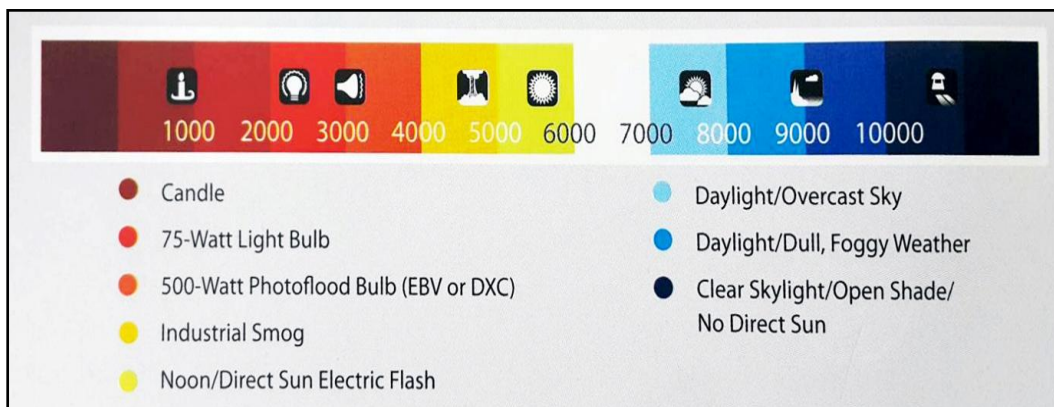 1000 2000 3000 4000 5000 6000 7000 8000 9000 10000
Candle
75-Watt Light Bulb
500-Watt Photoflood Bulb (EBV or DXC)
Industrial Smog
Noon/Direct Sun Electric Flash
Daylight/Overcast Sky
Daylight/Dull, Foggy Weather
Clear Skylight/Open Shade/
No Direct Sun